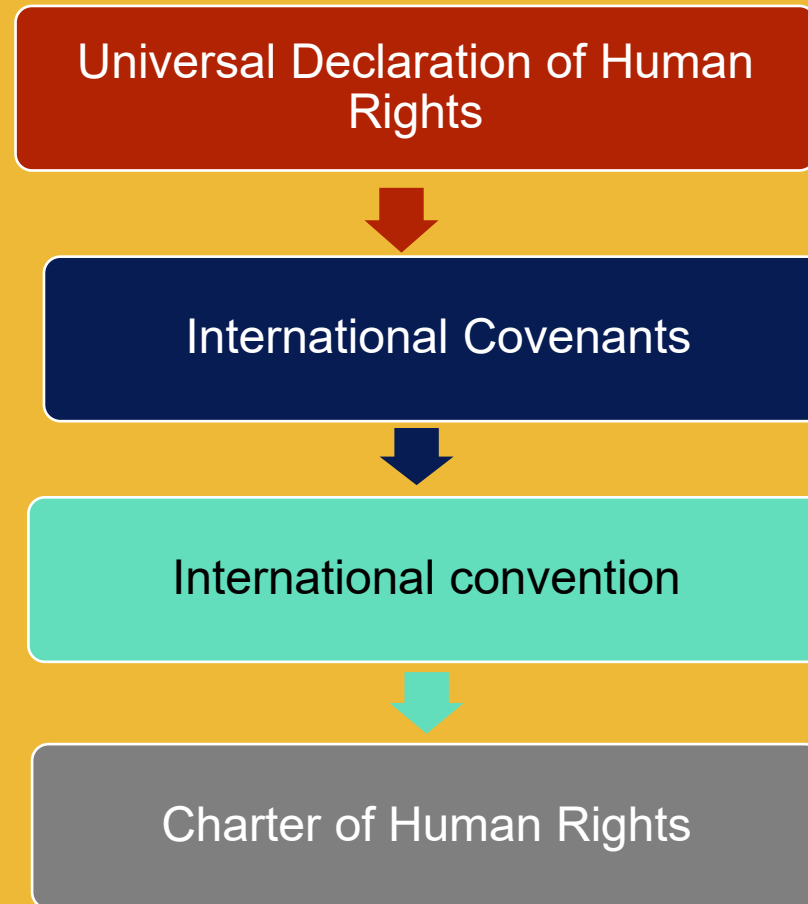 Universal Declaration of Human
Rights
International Covenants
International convention
Charter of Human Rights